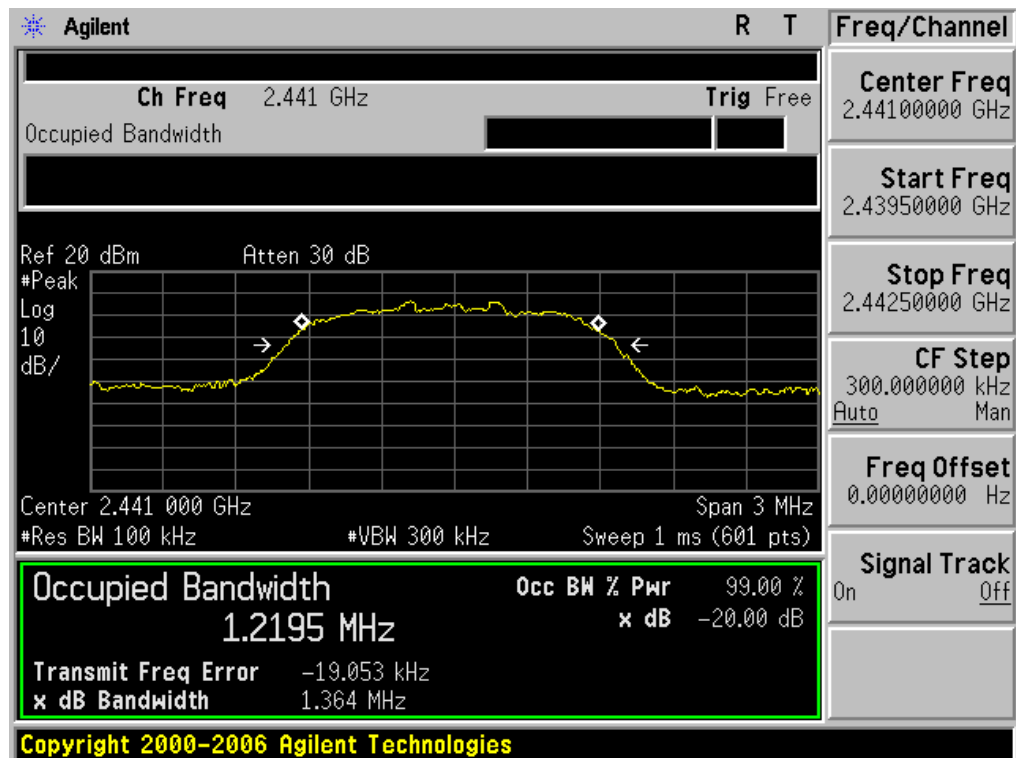 Agilent
R T
Freq/Channel
Ch Freq 2.441 GHz
Trig Free
Occupied Bandwidth
Center Freq
2.44100000 GHz
Start Freq
2.43950000 GHz
Stop Freq
2.44250000 GHz
CF Step
300.000000 kHz
Auto Man
Freq Offset
0.00000000 Hz
Signal Track
On Off
Ref 20 dBm
Atten 30 dB
#Peak
Log
10
dB/
Center 2.441 000 GHz
Span 3 MHz
#Res BW 100 kHz
#VBW 300 kHz
Sweep 1 ms (601 pts)
Occupied Bandwidth
1.2195 MHz
Occ BW % Pwr 99.00 %
x dB -20.00 dB
Transmit Freq Error -19.053 kHz
x dB Bandwidth 1.364 MHz
Copyright 2000-2006 Agilent Technologies